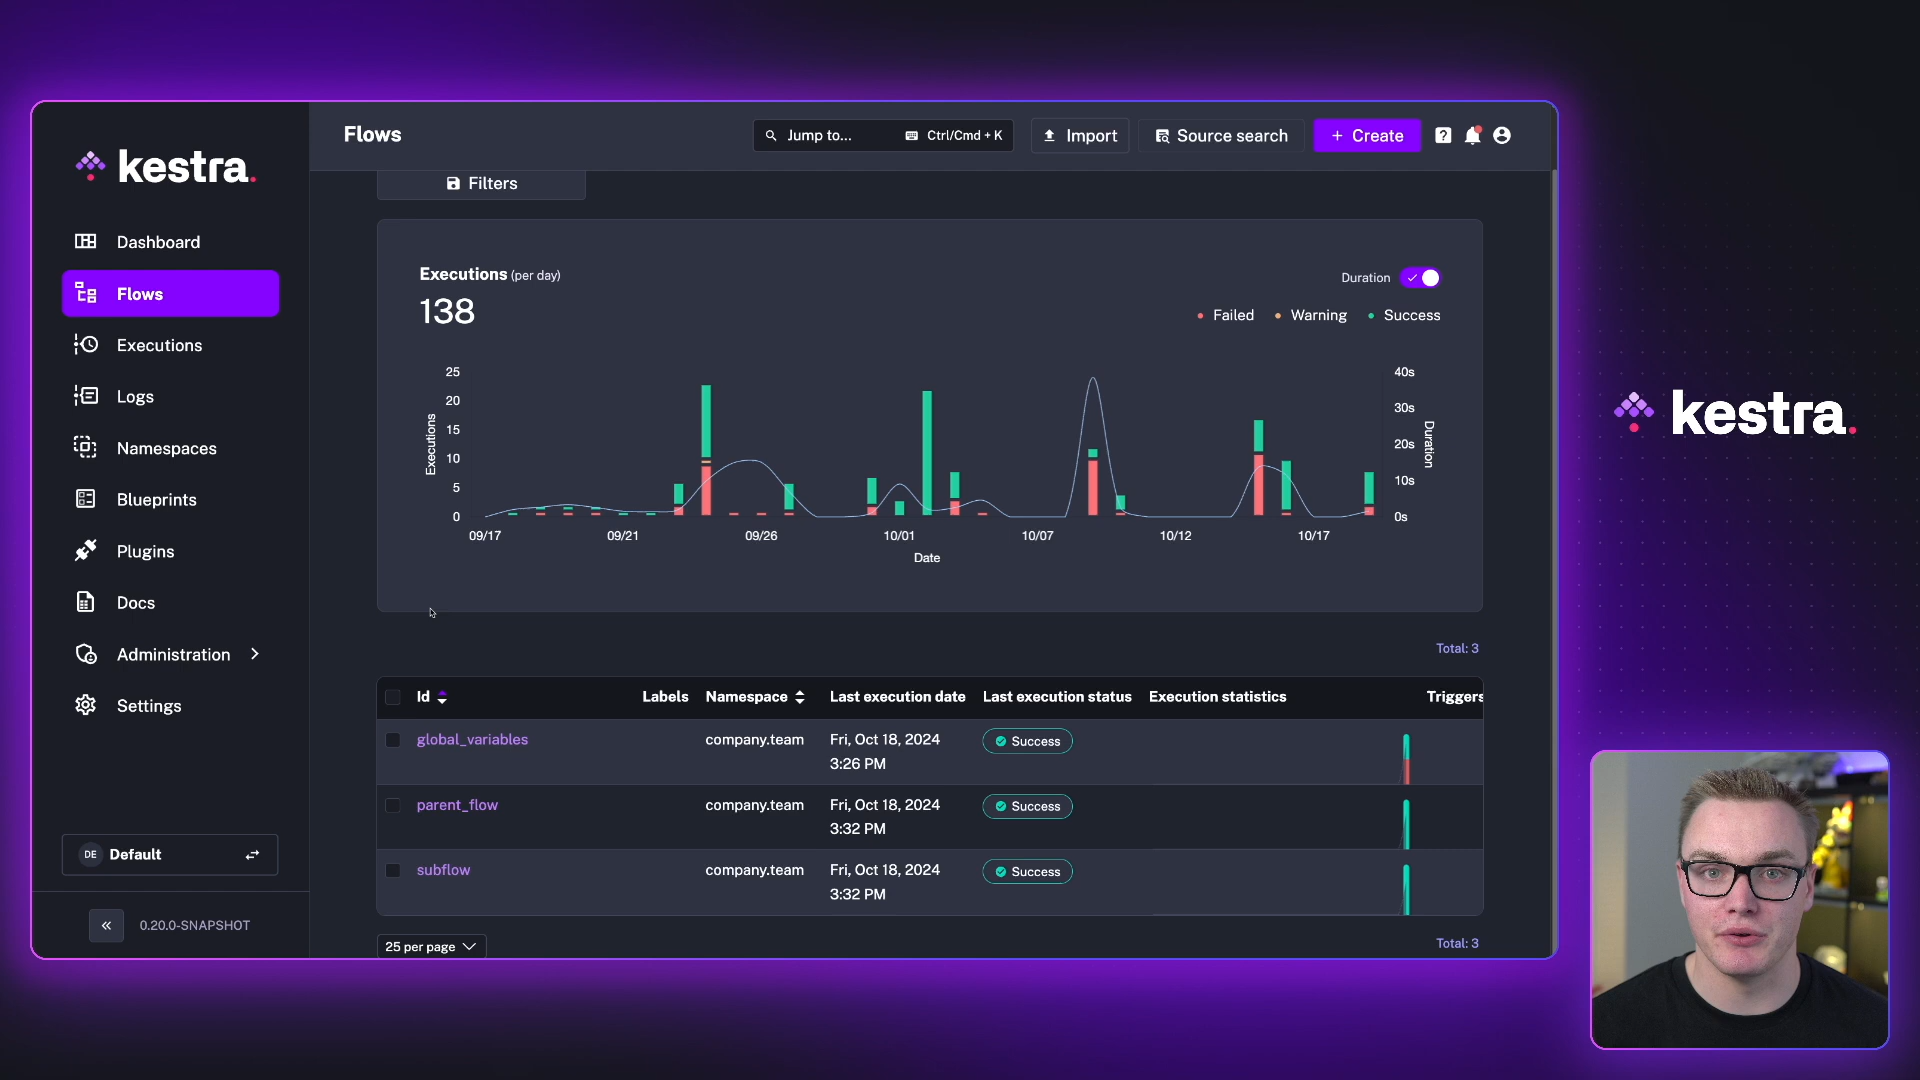 kestra.
Dashboard
Flows
Executions
Logs
Namespaces
Blueprints
Plugins
Docs
Administration
Settings
DE Default
0.20.0-SNAPSHOT
Flows
Jump to... Ctrl/Cmd + K
Import
Source search
+ Create
Filters
Executions (per day)
138
Duration
Failed Warning Success
25
20
15
10
5
0
Executions
40s
30s
20s
10s
0s
Duration
09/17 09/21 09/26 10/01 10/07 10/12 10/17
Date
Total: 3
Id Labels Namespace Last execution date Last execution status Execution statistics Triggers
global_variables company.team Fri, Oct 18, 2024 Success
3:26 PM
parent_flow company.team Fri, Oct 18, 2024 Success
3:32 PM
subflow company.team Fri, Oct 18, 2024 Success
3:32 PM
25 per page
Total: 3
kestra.